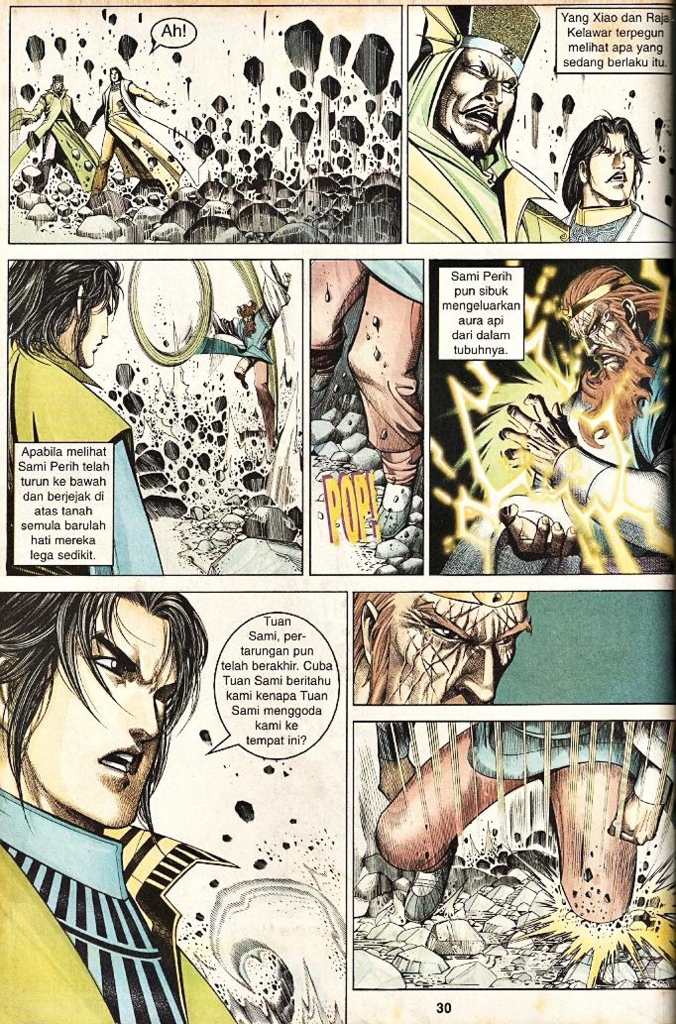 Ah!
Yang Xiao dan Raja
Kelawar terpegun
melihat apa yang
sedang berlaku itu.
Apabila melihat
Sami Perih telah
turun ke bawah
dan berjejak di
atas tanah
semula barulah
hati mereka
lega sedikit.
POP!
Sami Perih
pun sibuk
mengeluarkan
aura api
dari dalam
tubuhnya.
Tuan
Sami, per-
tarungan pun
telah berakhir. Cuba
Tuan Sami beritahu
kami kenapa Tuan
Sami menggoda
kami ke
tempat ini?
30